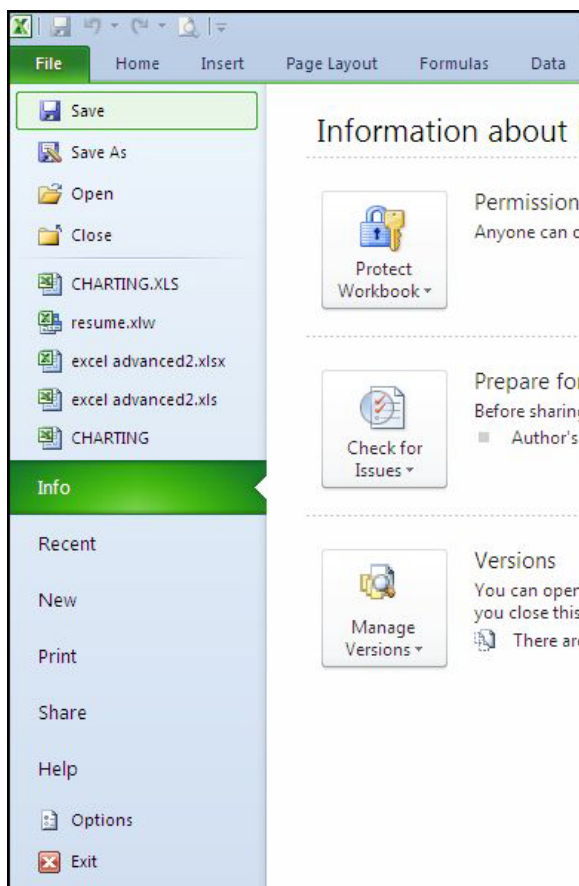 File Home Insert Page Layout Formulas Data
Save
Save As
Open
Close
CHARTING.XLS
resume.xlw
excel advanced2.xlsx
excel advanced2.xls
CHARTING
Info
Recent
New
Print
Share
Help
Options
Exit
Information about
Protect
Workbook
Permission
Anyone can
Check for
Issues
Prepare for
Before sharing
Author's
Manage
Versions
Versions
You can open
you close this
There are